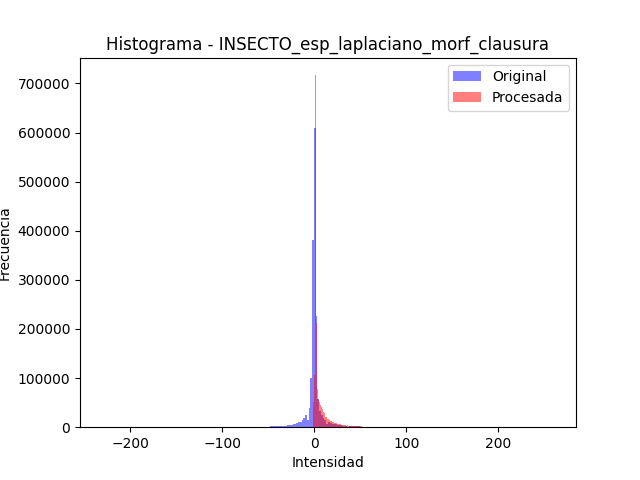 Histograma - INSECTO_esp_laplaciano_morf_clausura
Original
Procesada
700000
600000
500000
400000
300000
200000
100000
0
Frecuencia
−200
−100
0
100
200
Intensidad